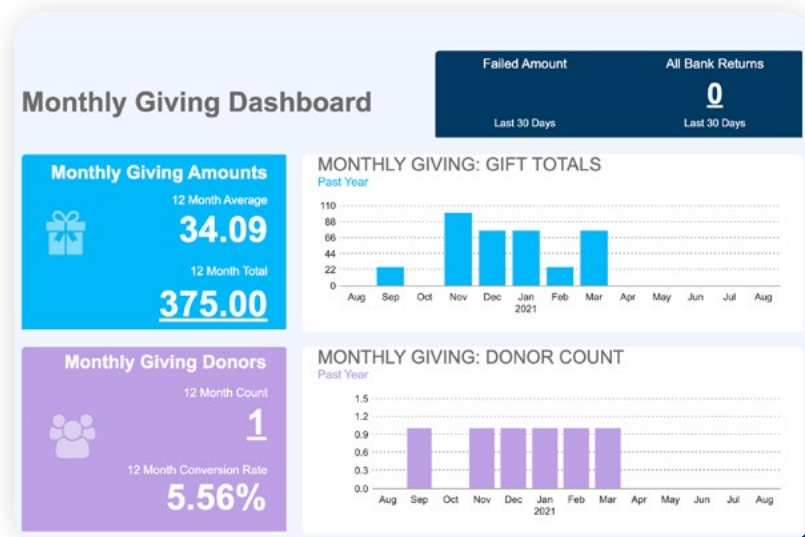 Monthly Giving Dashboard
Failed Amount
Last 30 Days
All Bank Returns
0
Last 30 Days
Monthly Giving Amounts
12 Month Average
34.09
12 Month Total
375.00
MONTHLY GIVING: GIFT TOTALS
Past Year
110
88
66
44
22
0
Aug Sep Oct Nov Dec Jan Feb Mar Apr May Jun Jul Aug
2021
Monthly Giving Donors
12 Month Count
1
12 Month Conversion Rate
5.56%
MONTHLY GIVING: DONOR COUNT
Past Year
1.5
1.2
0.9
0.6
0.3
0.0
Aug Sep Oct Nov Dec Jan Feb Mar Apr May Jun Jul Aug
2021